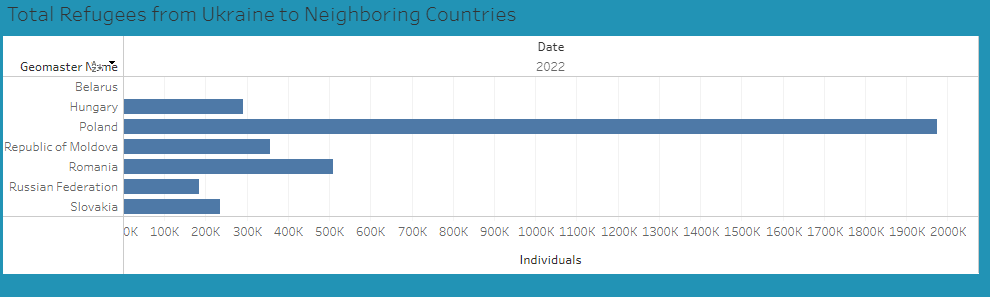 Total Refugees from Ukraine to Neighboring Countries
Date
Geomaster Name 2022
Belarus
Hungary
Poland
Republic of Moldova
Romania
Russian Federation
Slovakia
0K 100K 200K 300K 400K 500K 600K 700K 800K 900K 1000K 1100K 1200K 1300K 1400K 1500K 1600K 1700K 1800K 1900K 2000K
Individuals